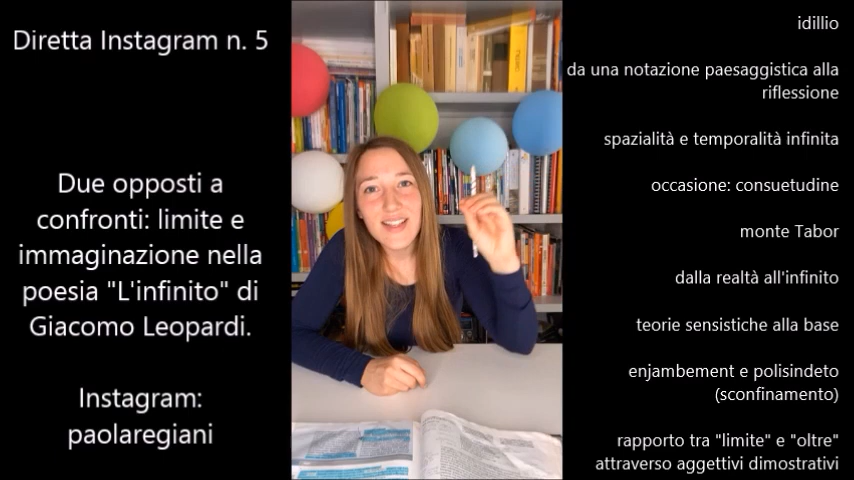 Diretta Instagram n. 5
Due opposti a
confronti: limite e
immaginazione nella
poesia "L'infinito" di
Giacomo Leopardi.
Instagram:
paolaregiani
idillio
da una notazione paesaggistica alla
riflessione
spazialità e temporalità infinita
occasione: consuetudine
monte Tabor
dalla realtà all'infinito
teorie sensistiche alla base
enjambement e polisindeto
(sconfinamento)
rapporto tra "limite" e "oltre"
attraverso aggettivi dimostrativi